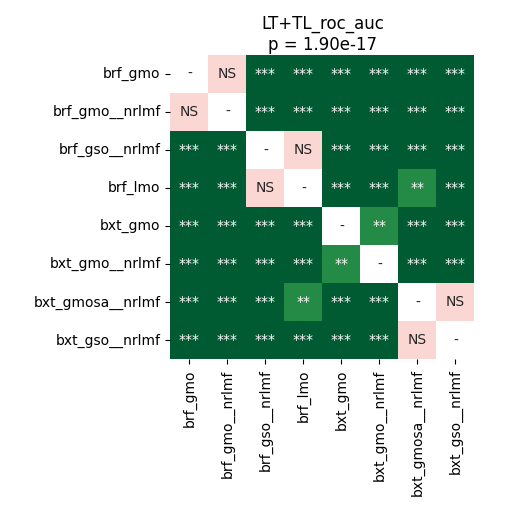 LT+TL_roc_auc
p = 1.90e-17
brf_gmo - NS *** *** *** *** *** ***
brf_gmo__nrlmf NS - *** *** *** *** *** ***
brf_gso__nrlmf *** *** - NS *** *** *** ***
brf_lmo *** *** NS - *** *** ** ***
bxt_gmo *** *** *** *** - ** *** ***
bxt_gmo__nrlmf *** *** *** *** ** - *** ***
bxt_gmosa__nrlmf *** *** *** ** *** *** - NS
bxt_gso__nrlmf *** *** *** *** *** *** NS -
brf_gmo
brf_gmo__nrlmf
brf_gso__nrlmf
brf_lmo
bxt_gmo
bxt_gmo__nrlmf
bxt_gmosa__nrlmf
bxt_gso__nrlmf